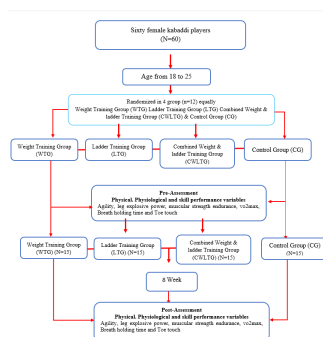 Sixty female kabaddi players
(N=60)
Age from 18 to 25
Randomized in 4 group (n=12) equally
Weight Training Group (WTG) Ladder Training Group (LTG) Combined Weight &
ladder Training Group (CWLTG) & Control Group (CG)
Weight Training Group
(WTG)
Ladder Training Group
(LTG)
Combined Weight &
ladder Training Group
(CWLTG)
Control Group (CG)
Pre-Assessment
Physical, Physiological and skill performance variables
Agility, leg explosive power, muscular strength endurance, vo2max,
Breath holding time and Toe touch
Weight Training Group
(WTG) (N=15)
Ladder Training Group
(LTG) (N=15)
Combined Weight &
ladder Training Group
(CWLTG) (N=15)
Control Group (CG)
(N=15)
8 Week
Post-Assessment
Physical, Physiological and skill performance variables
Agility, leg explosive power, muscular strength endurance, vo2max,
Breath holding time and Toe touch